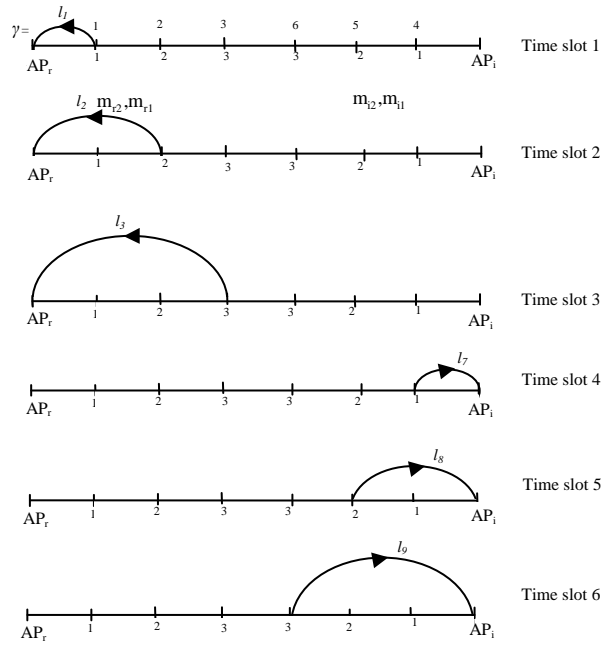 γ = l₁ 1 2 3 6 5 4
1 2 3 3 2 1 Time slot 1
APᵣ APᵢ
l₂ mᵣ₂,mᵣ₁ mᵢ₂,mᵢ₁
APᵣ 1 2 3 3 2 1 APᵢ Time slot 2
l₃
APᵣ 1 2 3 3 2 1 APᵢ Time slot 3
l₇
APᵣ 1 2 3 3 2 1 APᵢ Time slot 4
l₈
APᵣ 1 2 3 3 2 1 APᵢ Time slot 5
l₉
APᵣ 1 2 3 3 2 1 APᵢ Time slot 6